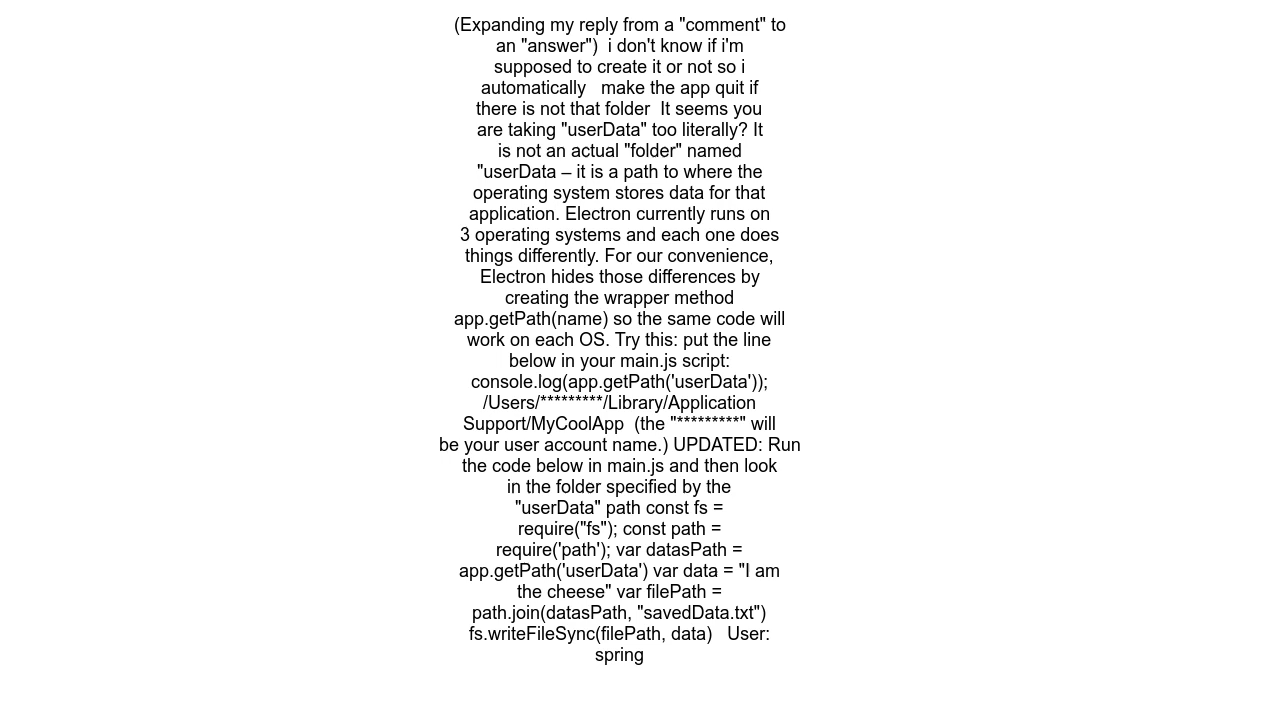 (Expanding my reply from a "comment" to
an "answer")  i don't know if i'm
supposed to create it or not so i
automatically   make the app quit if
there is not that folder  It seems you
are taking "userData" too literally? It
is not an actual "folder" named
"userData – it is a path to where the
operating system stores data for that
application. Electron currently runs on
3 operating systems and each one does
things differently. For our convenience,
Electron hides those differences by
creating the wrapper method
app.getPath(name) so the same code will
work on each OS. Try this: put the line
below in your main.js script:
console.log(app.getPath('userData'));
/Users/*********/Library/Application
Support/MyCoolApp  (the "*********" will
be your user account name.) UPDATED: Run
the code below in main.js and then look
in the folder specified by the
"userData" path const fs =
require("fs"); const path =
require('path'); var datasPath =
app.getPath('userData') var data = "I am
the cheese" var filePath =
path.join(datasPath, "savedData.txt")
fs.writeFileSync(filePath, data)   User:
spring